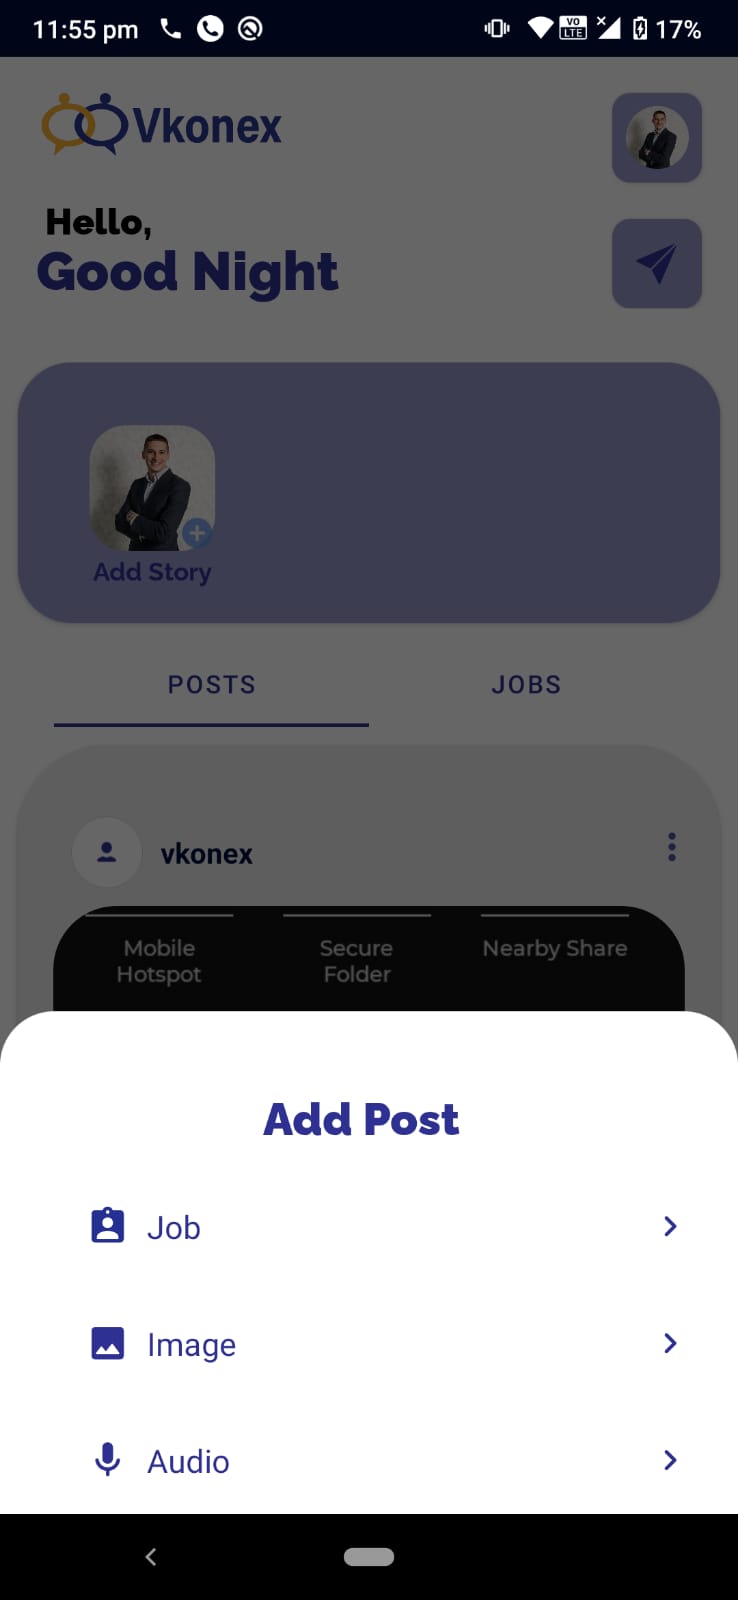 11:55 pm VO LTE 17%
Vkonex
Hello,
Good Night
Add Story
POSTS JOBS
vkonex
Mobile Secure Nearby Share
Hotspot Folder
Add Post
Job
Image
Audio